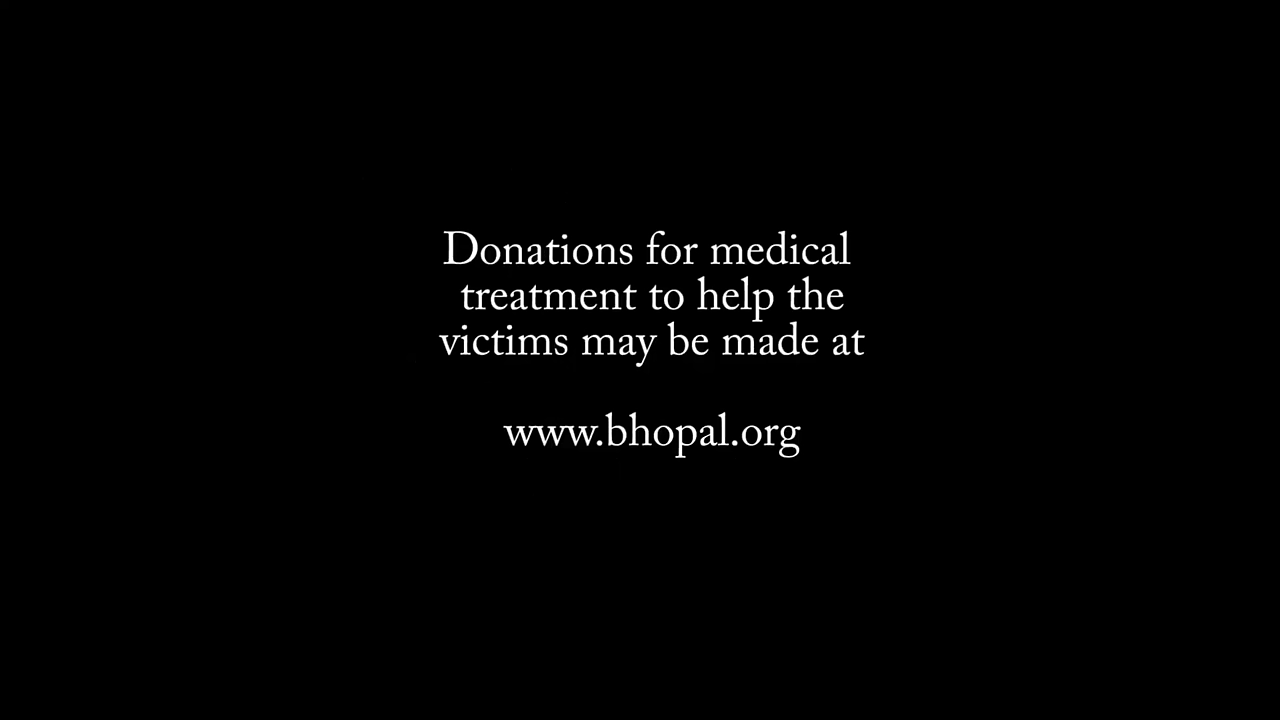 Donations for medical
treatment to help the
victims may be made at
www.bhopal.org